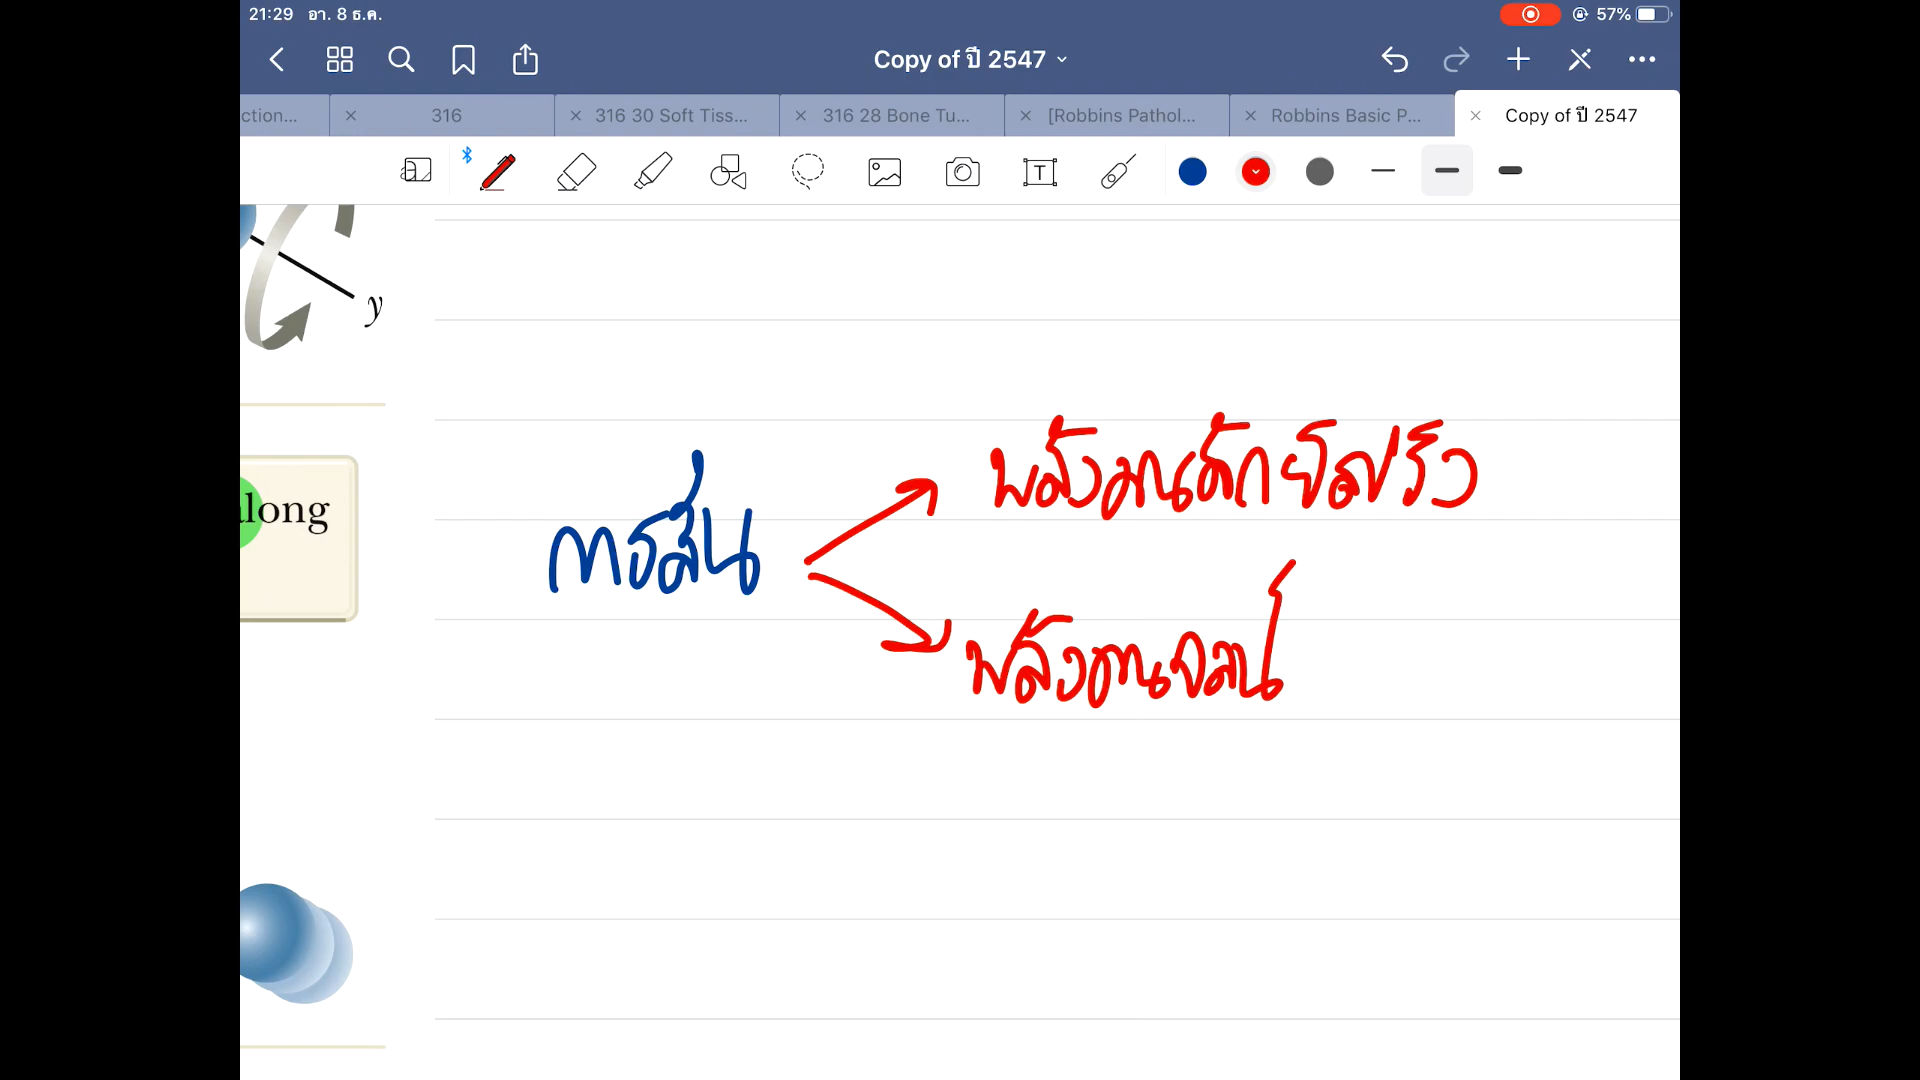 21:29 อา. 8 ธ.ค.
57%
Copy of ปี 2547
ction...
316
316 30 Soft Tiss...
316 28 Bone Tu...
[Robbins Pathol...
Robbins Basic P...
Copy of ปี 2547
T
y
พลังงานศักย์สปริง
along
การสั่น
พลังงานจลน์